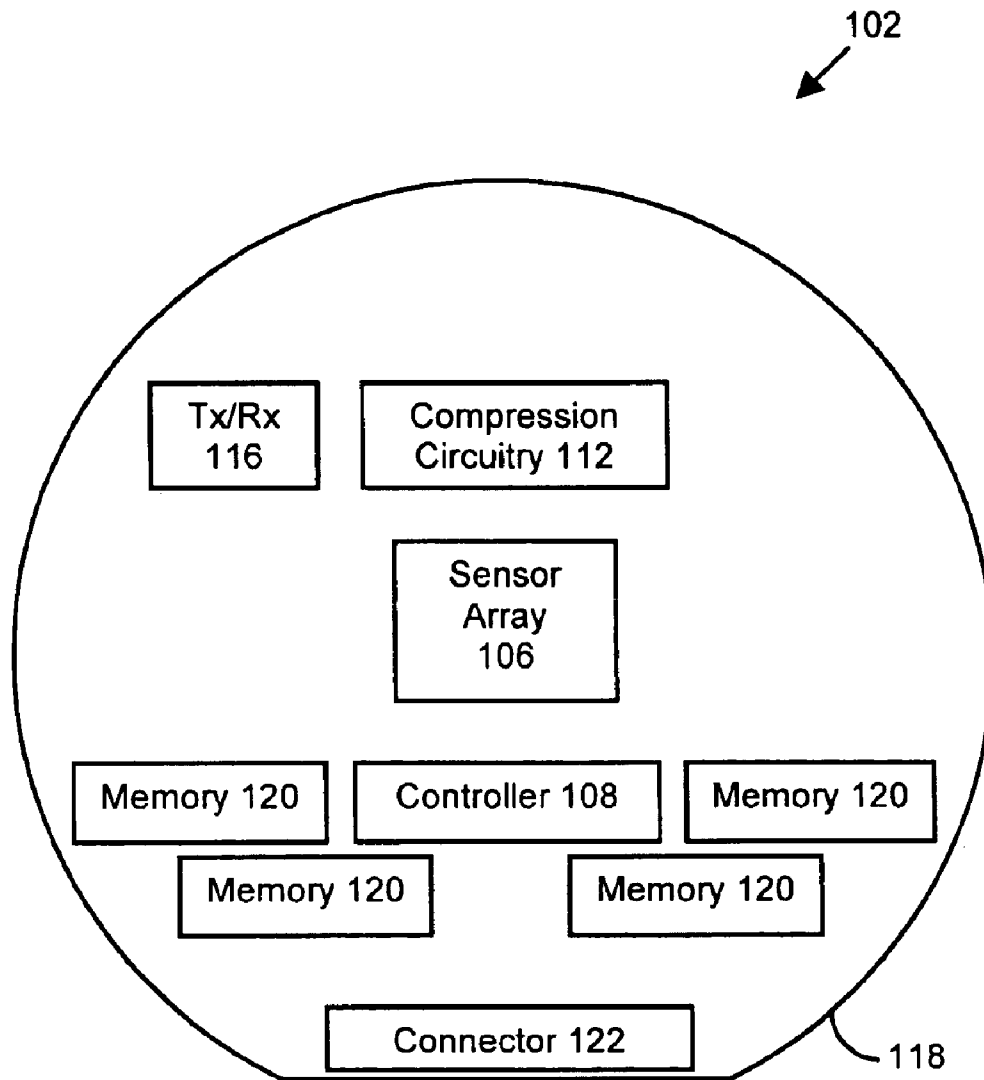 102
Tx/Rx
116
Compression
Circuitry 112
Sensor
Array
106
Memory 120
Controller 108
Memory 120
Memory 120
Memory 120
Connector 122
118